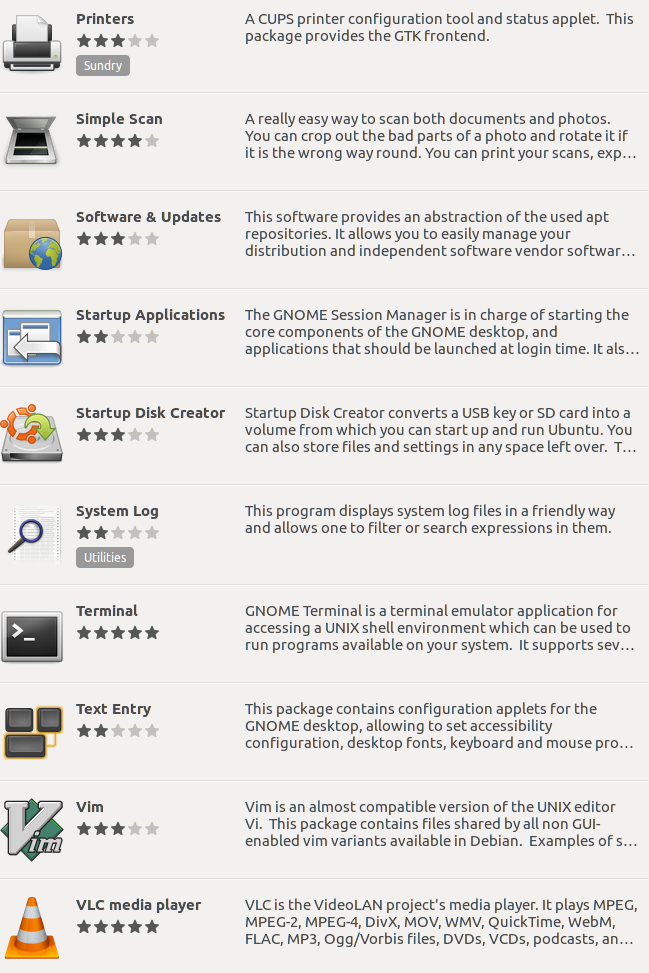 Printers
A CUPS printer configuration tool and status applet.  This
package provides the GTK frontend.
Sundry
Simple Scan
A really easy way to scan both documents and photos.
You can crop out the bad parts of a photo and rotate it if
it is the wrong way round. You can print your scans, exp…
Software & Updates
This software provides an abstraction of the used apt
repositories. It allows you to easily manage your
distribution and independent software vendor softwar…
Startup Applications
The GNOME Session Manager is in charge of starting the
core components of the GNOME desktop, and
applications that should be launched at login time. It als…
Startup Disk Creator
Startup Disk Creator converts a USB key or SD card into a
volume from which you can start up and run Ubuntu. You
can also store files and settings in any space left over.  T…
System Log
This program displays system log files in a friendly way
and allows one to filter or search expressions in them.
Utilities
Terminal
GNOME Terminal is a terminal emulator application for
accessing a UNIX shell environment which can be used to
run programs available on your system.  It supports sev…
>_
Text Entry
This package contains configuration applets for the
GNOME desktop, allowing to set accessibility
configuration, desktop fonts, keyboard and mouse pro…
Vim
Vim is an almost compatible version of the UNIX editor
Vi.  This package contains files shared by all non GUI-
enabled vim variants available in Debian.  Examples of s…
Vim
VLC media player
VLC is the VideoLAN project's media player. It plays MPEG,
MPEG-2, MPEG-4, DivX, MOV, WMV, QuickTime, WebM,
FLAC, MP3, Ogg/Vorbis files, DVDs, VCDs, podcasts, an…